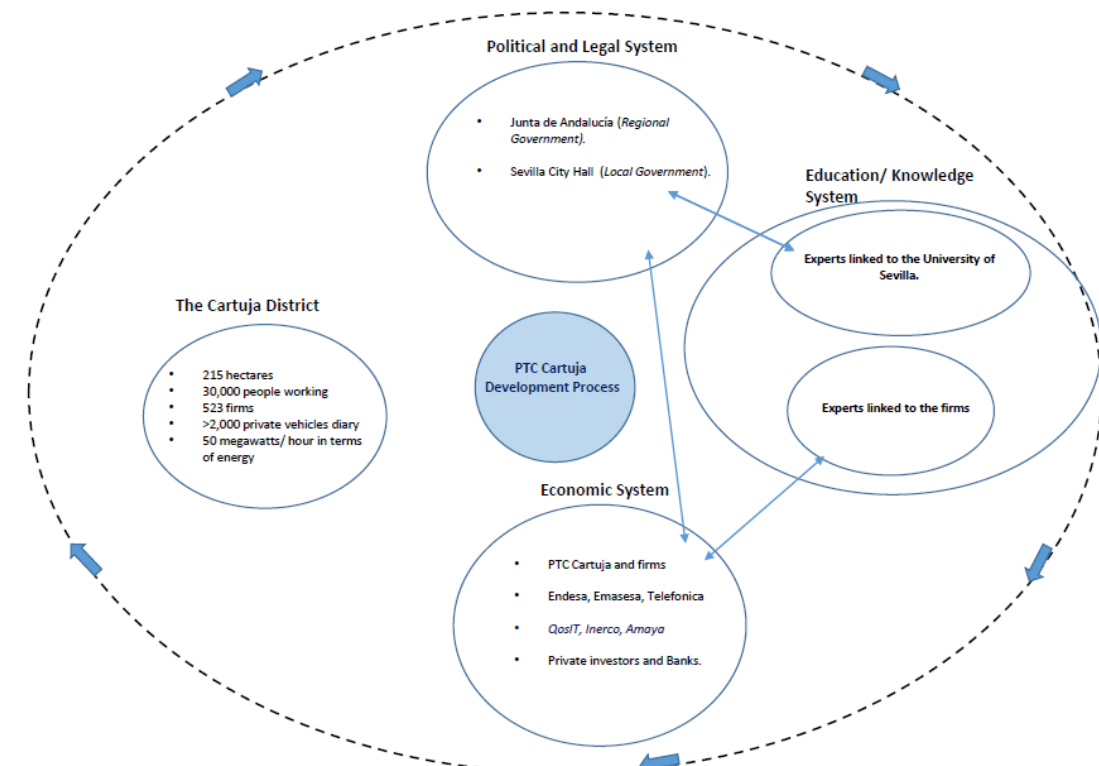 Political and Legal System
• Junta de Andalucía (Regional
Government).
• Sevilla City Hall (Local Government).
Education/ Knowledge
System
Experts linked to the University of
Sevilla.
Experts linked to the firms
The Cartuja District
• 215 hectares
• 30,000 people working
• 523 firms
• >2,000 private vehicles diary
• 50 megawatts/ hour in terms
of energy
PTC Cartuja
Development Process
Economic System
• PTC Cartuja and firms
• Endesa, Emasesa, Telefonica
• QosIT, Inerco, Amaya
• Private investors and Banks.